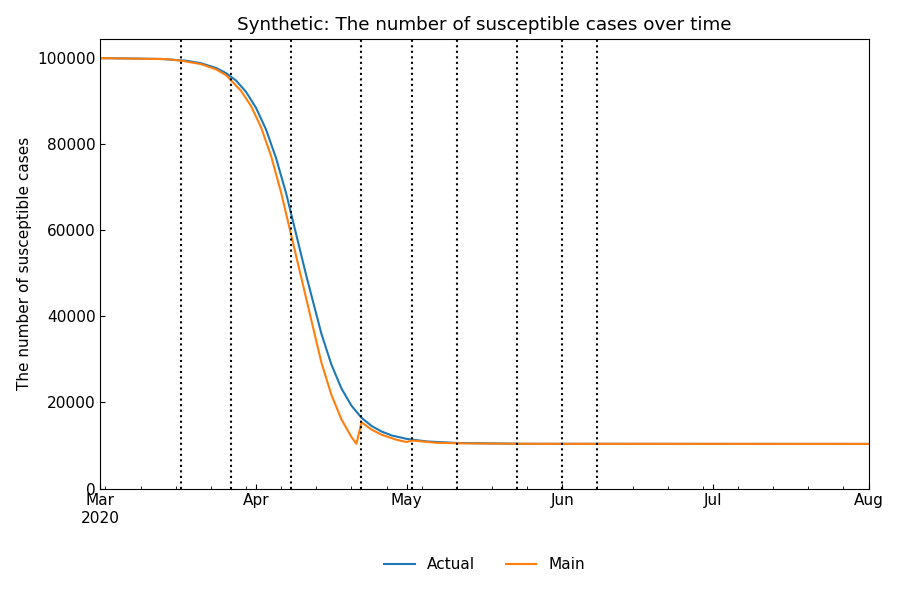 Synthetic: The number of susceptible cases over time
The number of susceptible cases
100000
80000
60000
40000
20000
0
Mar Apr May Jun Jul Aug
2020
Actual Main